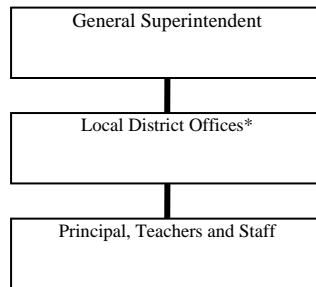 General Superintendent
Local District Offices*
Principal, Teachers and Staff